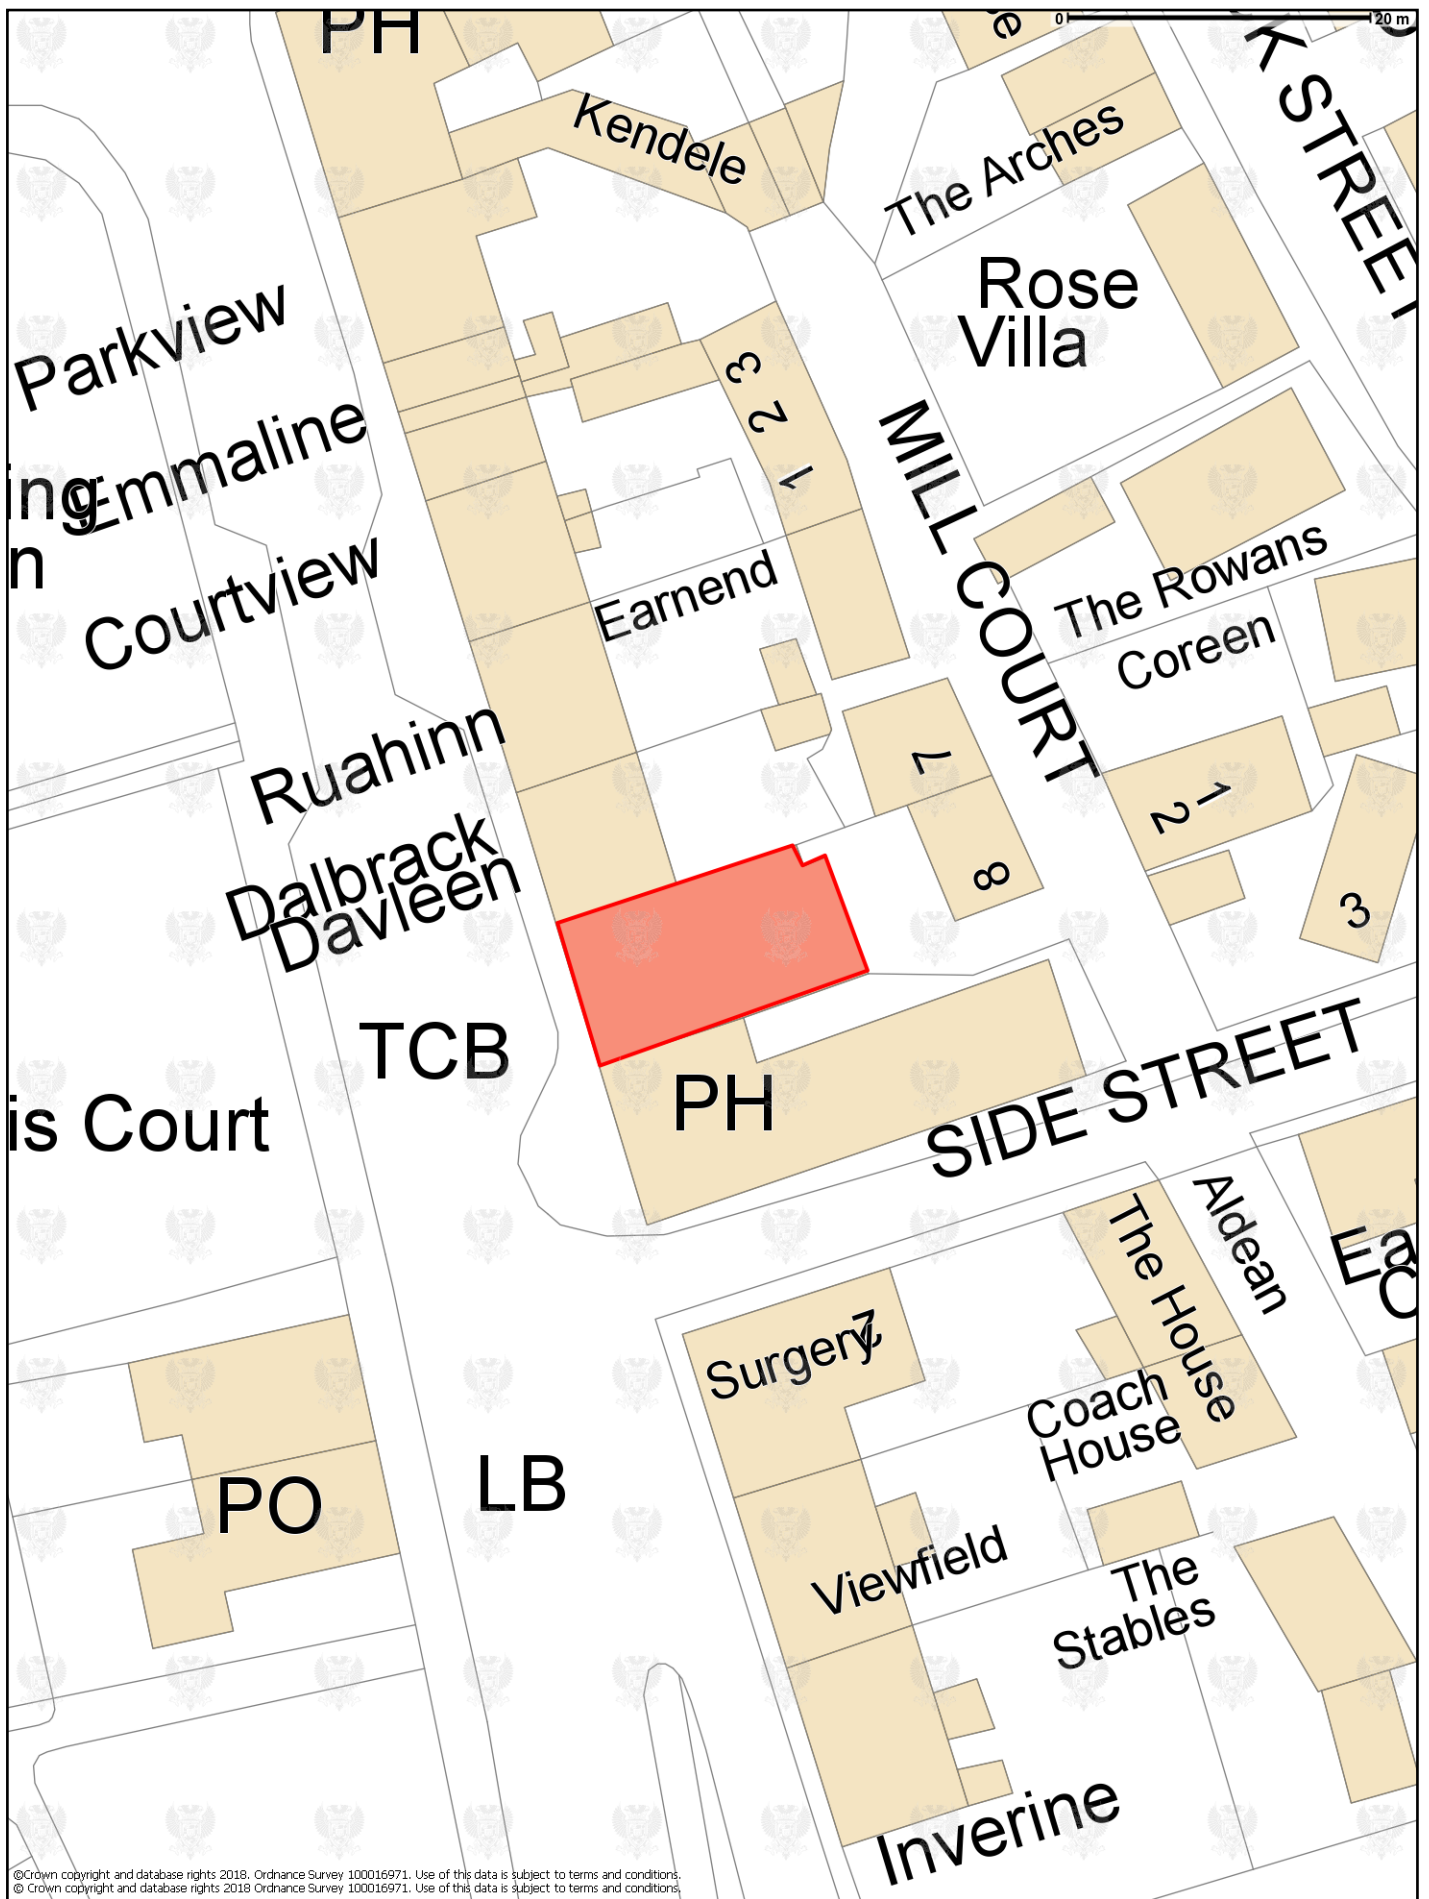 PH
0 20 m
K STREET
Kendele
The Arches
Rose
Villa
Parkview
3
2
1
Emmaline
MILL COURT
ing
n
Courtview
Earnend
The Rowans
Coreen
Ruahinn
7
1
2
Dalbrack
Davleen
8
3
TCB
PH
SIDE STREET
is Court
Aldean
The House
Surgery
2
Coach
House
PO
LB
Viewfield
The
Stables
Inverine
©Crown copyright and database rights 2018. Ordnance Survey 100016971. Use of this data is subject to terms and conditions.
© Crown copyright and database rights 2018 Ordnance Survey 100016971. Use of this data is subject to terms and conditions.